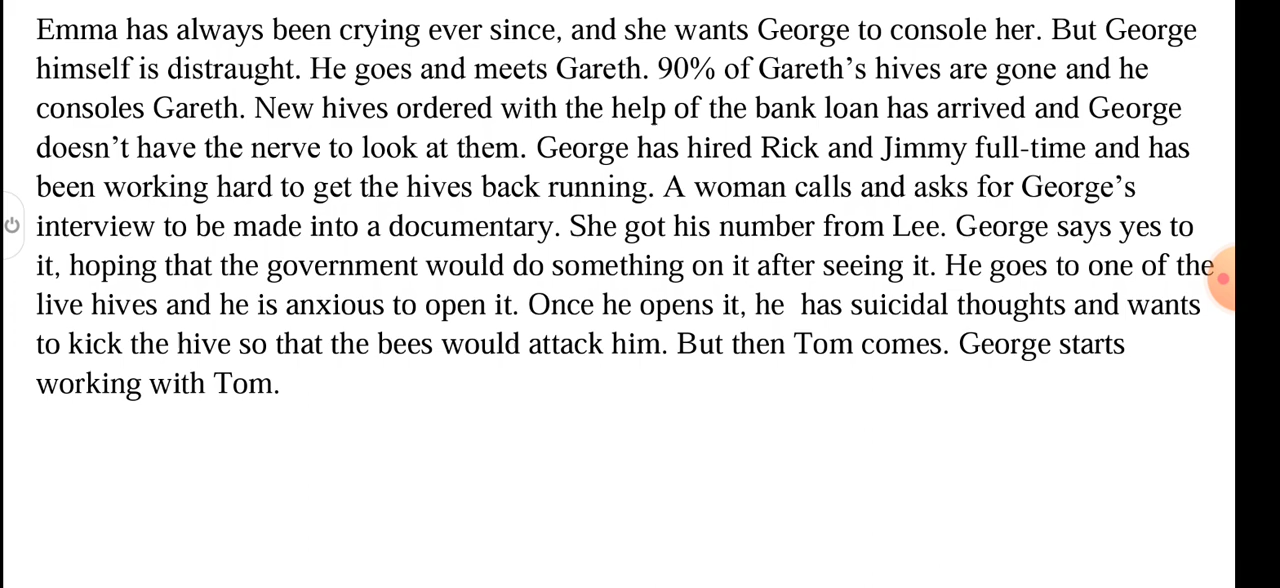 Emma has always been crying ever since, and she wants George to console her. But George
himself is distraught. He goes and meets Gareth. 90% of Gareth’s hives are gone and he
consoles Gareth. New hives ordered with the help of the bank loan has arrived and George
doesn’t have the nerve to look at them. George has hired Rick and Jimmy full-time and has
been working hard to get the hives back running. A woman calls and asks for George’s
interview to be made into a documentary. She got his number from Lee. George says yes to
it, hoping that the government would do something on it after seeing it. He goes to one of the
live hives and he is anxious to open it. Once he opens it, he  has suicidal thoughts and wants
to kick the hive so that the bees would attack him. But then Tom comes. George starts
working with Tom.